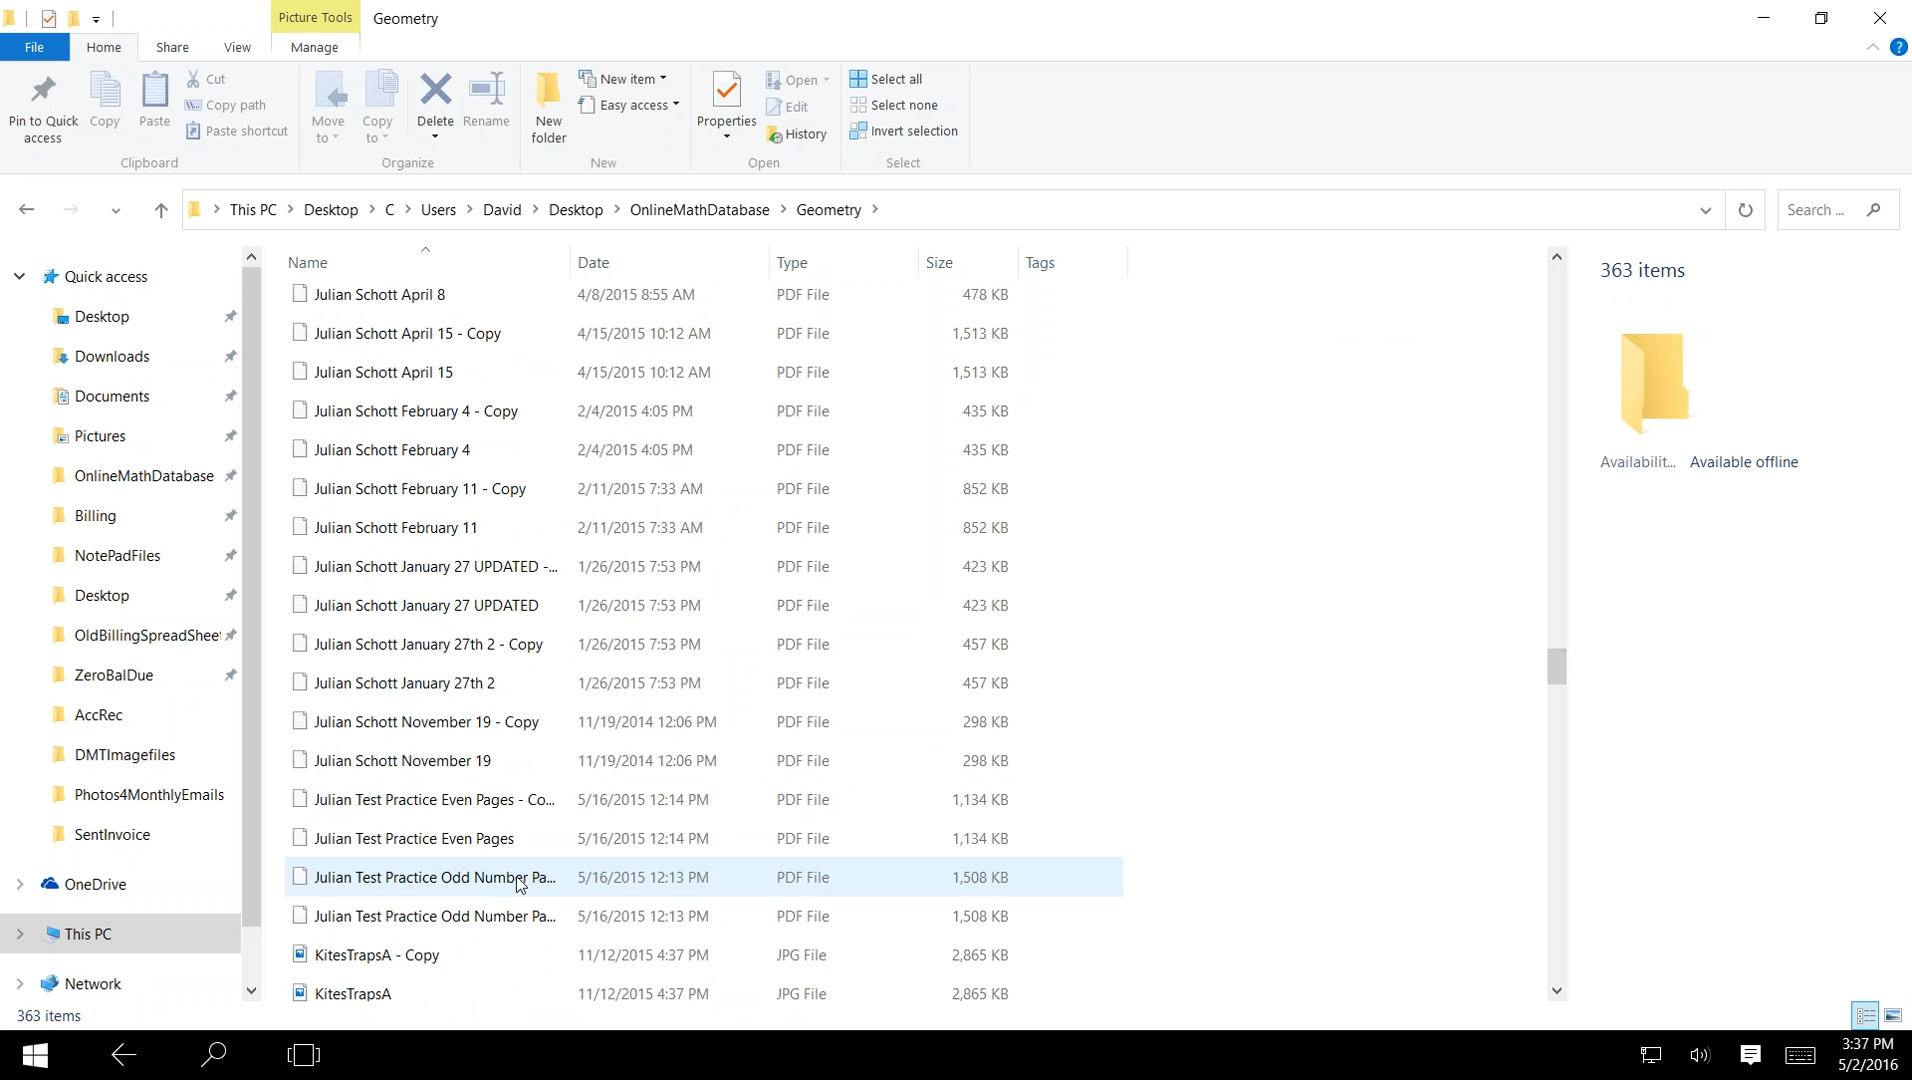 Picture Tools Geometry
File Home Share View Manage
Pin to Quick access
Copy
Paste
Cut
Copy path
Paste shortcut
Clipboard
Move to
Copy to
Delete
Rename
Organize
New folder
New item
Easy access
New
Properties
Open
Edit
History
Open
Select all
Select none
Invert selection
Select
This PC > Desktop > C > Users > David > Desktop > OnlineMathDatabase > Geometry >
Search ...
Quick access
Desktop
Downloads
Documents
Pictures
OnlineMathDatabase
Billing
NotePadFiles
Desktop
OldBillingSpreadSheet
ZeroBalDue
AccRec
DMTImagefiles
Photos4MonthlyEmails
SentInvoice
OneDrive
This PC
Network
Name Date Type Size Tags
Julian Schott April 8 4/8/2015 8:55 AM PDF File 478 KB
Julian Schott April 15 - Copy 4/15/2015 10:12 AM PDF File 1,513 KB
Julian Schott April 15 4/15/2015 10:12 AM PDF File 1,513 KB
Julian Schott February 4 - Copy 2/4/2015 4:05 PM PDF File 435 KB
Julian Schott February 4 2/4/2015 4:05 PM PDF File 435 KB
Julian Schott February 11 - Copy 2/11/2015 7:33 AM PDF File 852 KB
Julian Schott February 11 2/11/2015 7:33 AM PDF File 852 KB
Julian Schott January 27 UPDATED -... 1/26/2015 7:53 PM PDF File 423 KB
Julian Schott January 27 UPDATED 1/26/2015 7:53 PM PDF File 423 KB
Julian Schott January 27th 2 - Copy 1/26/2015 7:53 PM PDF File 457 KB
Julian Schott January 27th 2 1/26/2015 7:53 PM PDF File 457 KB
Julian Schott November 19 - Copy 11/19/2014 12:06 PM PDF File 298 KB
Julian Schott November 19 11/19/2014 12:06 PM PDF File 298 KB
Julian Test Practice Even Pages - Co... 5/16/2015 12:14 PM PDF File 1,134 KB
Julian Test Practice Even Pages 5/16/2015 12:14 PM PDF File 1,134 KB
Julian Test Practice Odd Number Pa... 5/16/2015 12:13 PM PDF File 1,508 KB
Julian Test Practice Odd Number Pa... 5/16/2015 12:13 PM PDF File 1,508 KB
KitesTrapsA - Copy 11/12/2015 4:37 PM JPG File 2,865 KB
KitesTrapsA 11/12/2015 4:37 PM JPG File 2,865 KB
363 items
Availabilit... Available offline
363 items
3:37 PM
5/2/2016